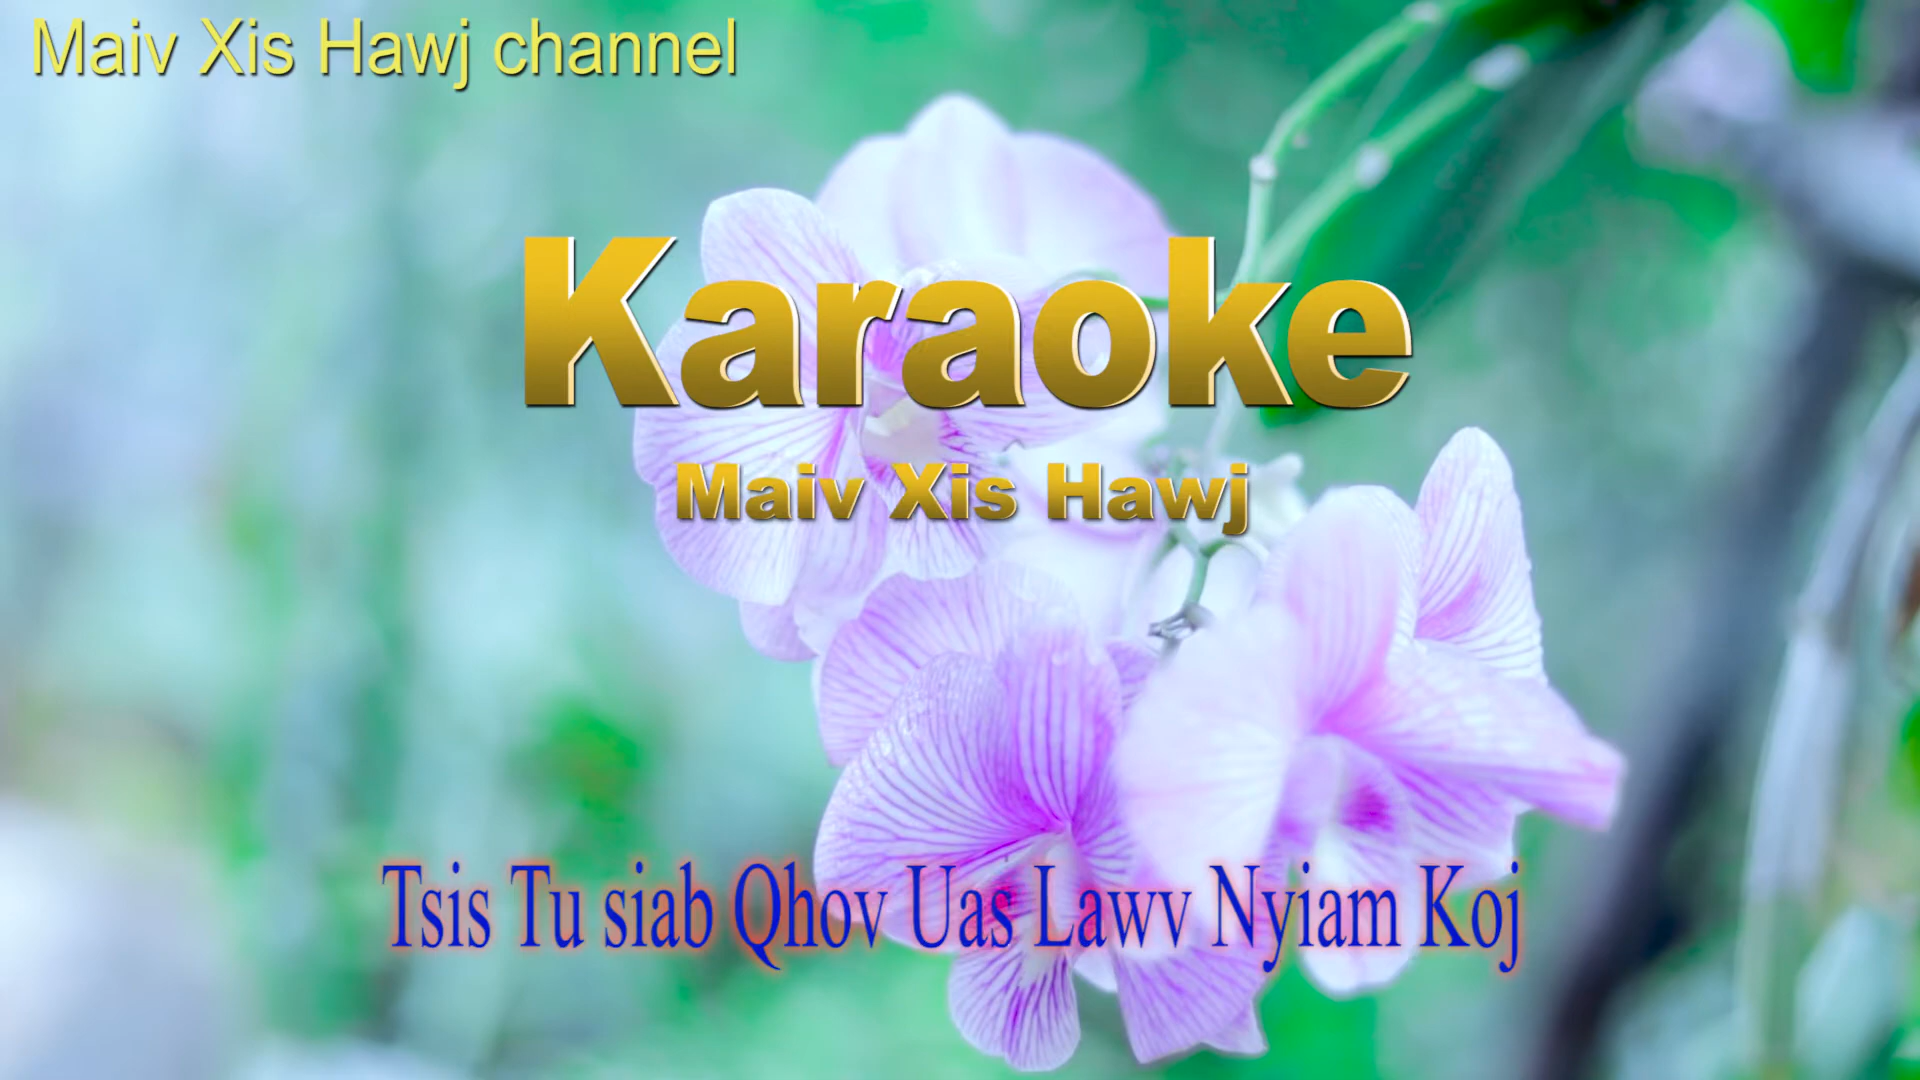 Maiv Xis Hawj channel
Karaoke
Maiv Xis Hawj
Tsis Tu siab Qhov Uas Lawv Nyiam Koj